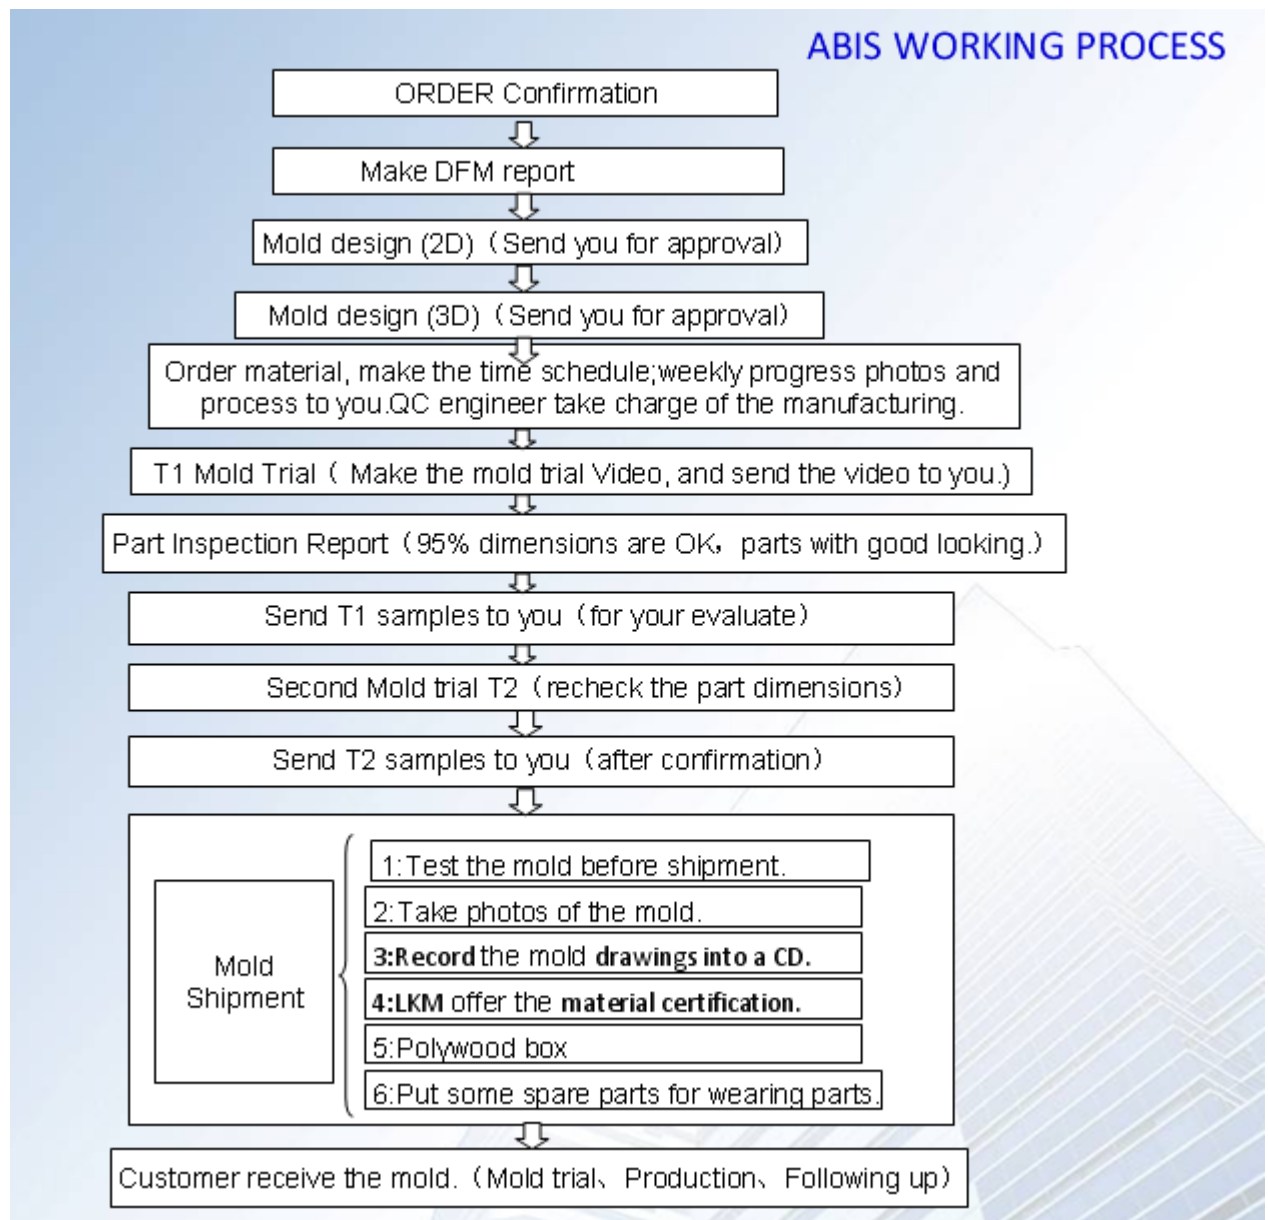 ABIS WORKING PROCESS
ORDER Confirmation
Make DFM report
Mold design (2D)（Send you for approval）
Mold design (3D)（Send you for approval）
Order material, make the time schedule;weekly progress photos and
process to you.QC engineer take charge of the manufacturing.
T1 Mold Trial（ Make the mold trial Video, and send the video to you.)
Part Inspection Report（95% dimensions are OK，parts with good looking.）
Send T1 samples to you（for your evaluate）
Second Mold trial T2（recheck the part dimensions）
Send T2 samples to you（after confirmation）
Mold
Shipment
1:Test the mold before shipment.
2:Take photos of the mold.
3:Record the mold drawings into a CD.
4:LKM offer the material certification.
5:Polywood box
6:Put some spare parts for wearing parts.
Customer receive the mold.（Mold trial、Production、Following up）